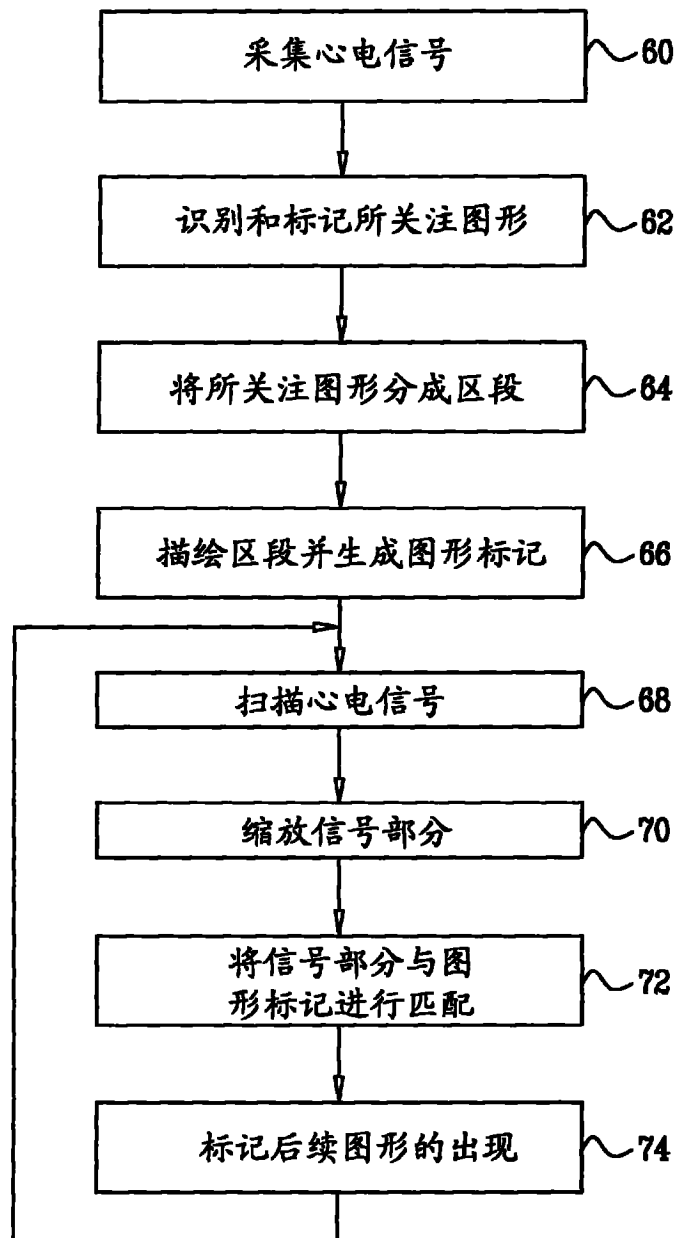 采集心电信号 60
识别和标记所关注图形 62
将所关注图形分成区段 64
描绘区段并生成图形标记 66
扫描心电信号 68
缩放信号部分 70
将信号部分与图
形标记进行匹配 72
标记后续图形的出现 74